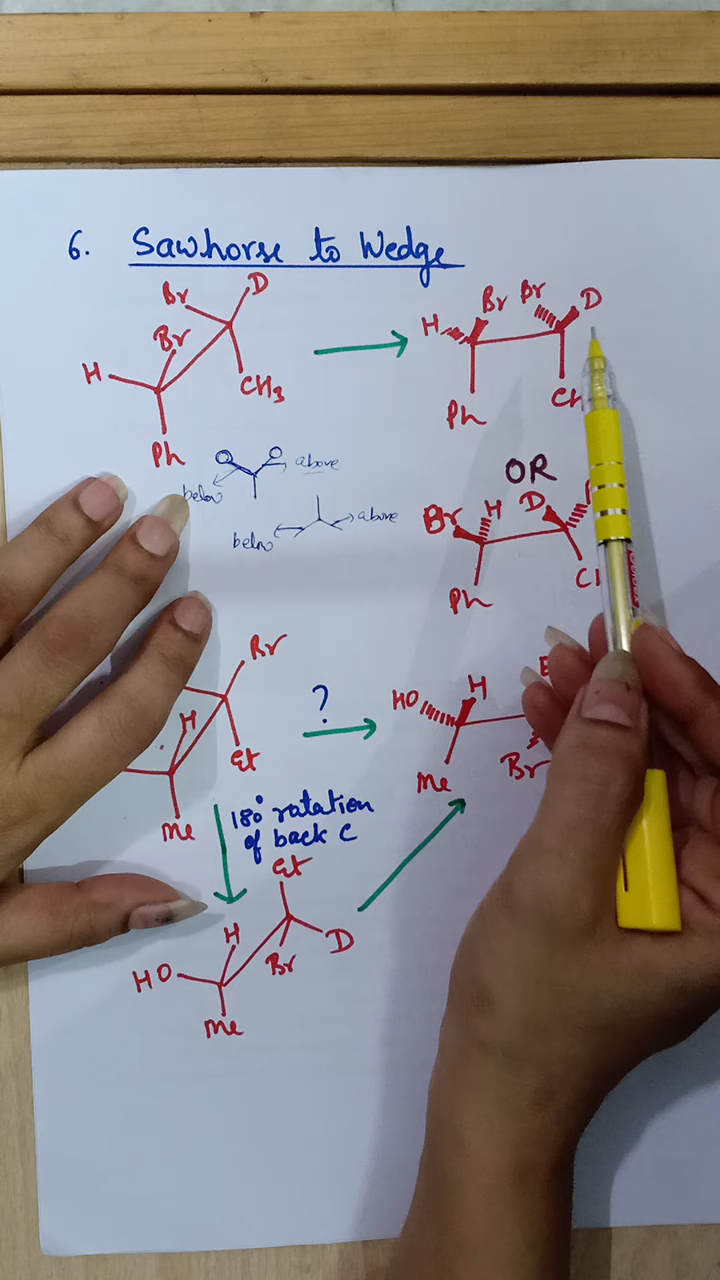 6. Sawhorse to Wedge
Br D
Br
H
CH₃
Ph
H Br Br D
Ph
above
below
above
below
OR
Br H D
Ph
Br
H
Et
Me
?
HO H
Me Br
180° rotation
of back C
Et
H
HO Br D
Me